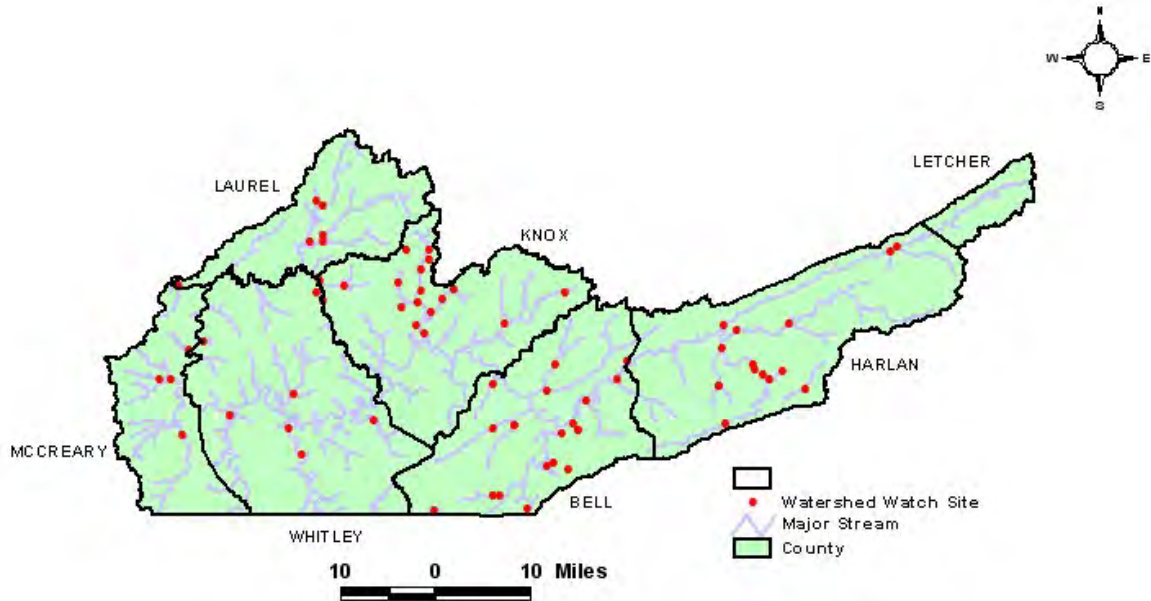 N
W E
S
LETCHER
LAUREL
KNOX
HARLAN
MCCREARY
BELL
WHITLEY
Watershed Watch Site
Major Stream
County
10 0 10 Miles